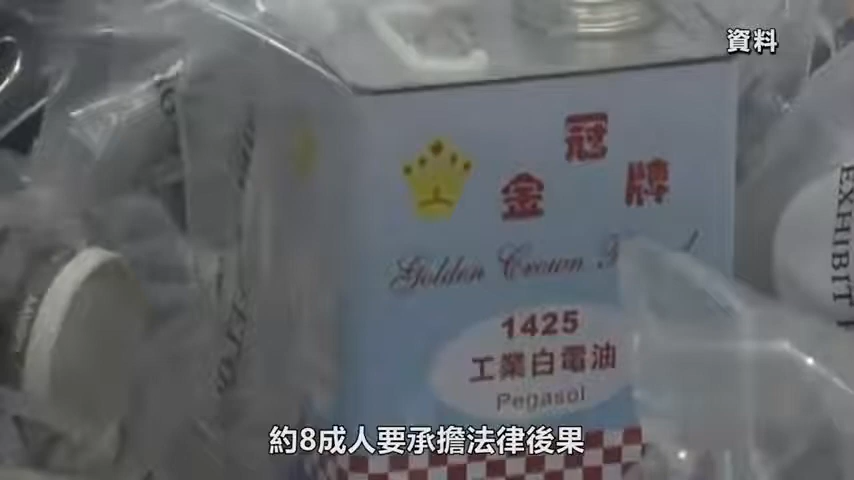 資料
金冠牌
Golden Crown
1425
工業白電油
Pegasol
EXHIBIT
約8成人要承擔法律後果